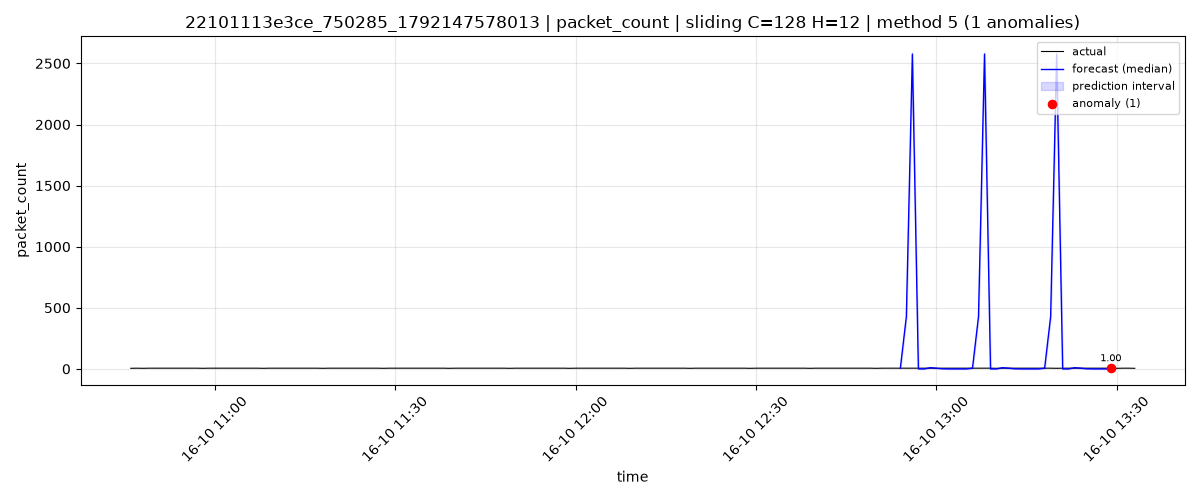 22101113e3ce_750285_1792147578013 | packet_count | sliding C=128 H=12 | method 5 (1 anomalies)
actual
forecast (median)
prediction interval
anomaly (1)
packet_count
2500
2000
1500
1000
500
0
1.00
16-10 11:00
16-10 11:30
16-10 12:00
16-10 12:30
16-10 13:00
16-10 13:30
time